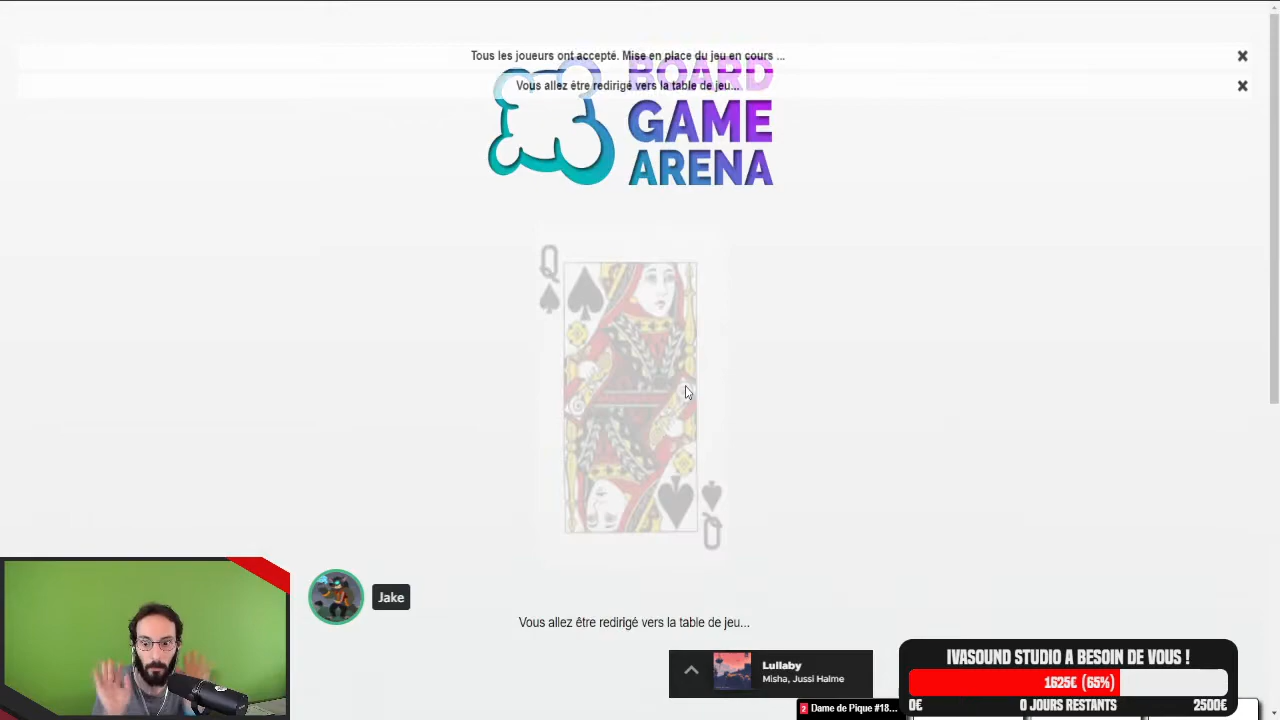 Tous les joueurs ont accepté. Mise en place du jeu en cours ...
Vous allez être redirigé vers la table de jeu...
BOARD
GAME
ARENA
Q
Q
Jake
Vous allez être redirigé vers la table de jeu...
Lullaby
Misha, Jussi Halme
IVASOUND STUDIO A BESOIN DE VOUS !
1625€ (65%)
0€ 0 JOURS RESTANTS 2500€
2 Dame de Pique #18...